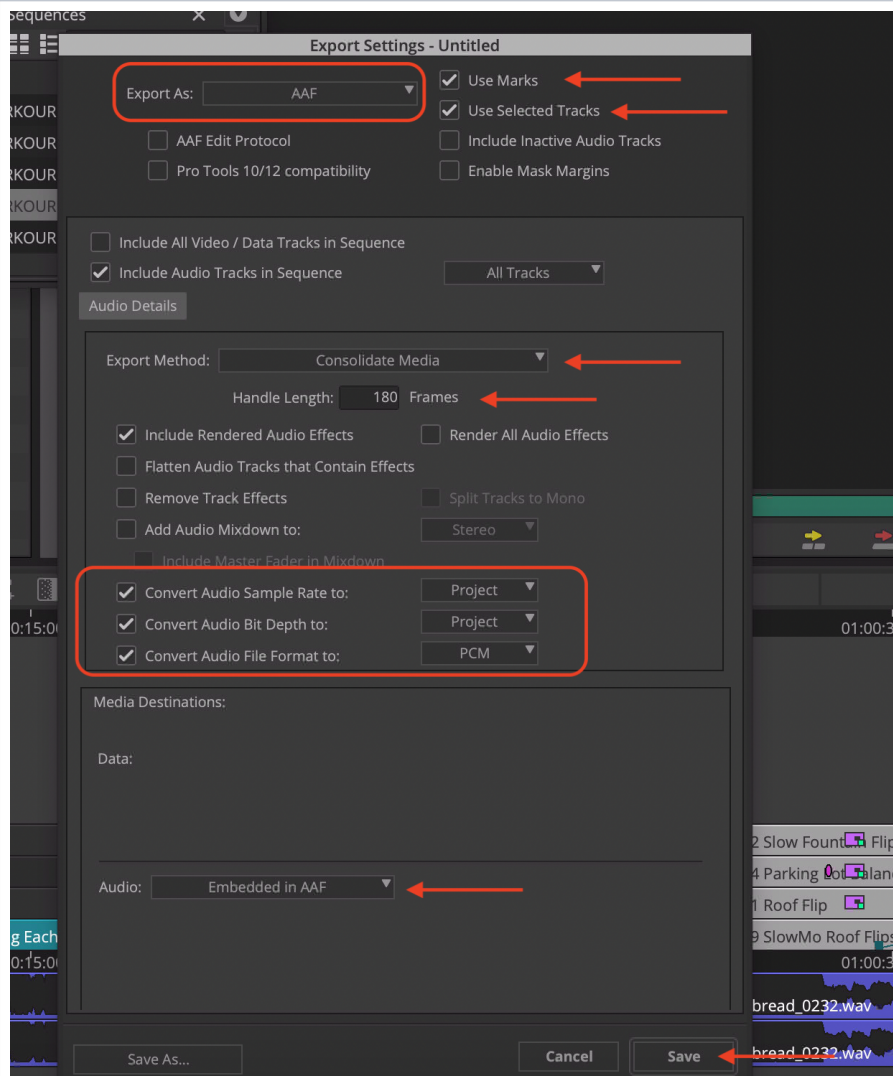 Sequences
Export Settings - Untitled
Export As: AAF
Use Marks
Use Selected Tracks
AAF Edit Protocol
Include Inactive Audio Tracks
Pro Tools 10/12 compatibility
Enable Mask Margins
RKOUR
RKOUR
RKOUR
RKOUR
RKOUR
Include All Video / Data Tracks in Sequence
Include Audio Tracks in Sequence All Tracks
Audio Details
Export Method: Consolidate Media
Handle Length: 180 Frames
Include Rendered Audio Effects Render All Audio Effects
Flatten Audio Tracks that Contain Effects
Remove Track Effects Split Tracks to Mono
Add Audio Mixdown to: Stereo
Include Master Fader in Mixdown
Convert Audio Sample Rate to: Project
Convert Audio Bit Depth to: Project
Convert Audio File Format to: PCM
0:15:00
01:00:3
Media Destinations:
Data:
2 Slow Fountain Flip
4 Parking Lot Balan
1 Roof Flip
9 SlowMo Roof Flips
Audio: Embedded in AAF
g Each
0:15:00
01:00:3
bread_0232.wav
bread_0232.wav
Save As...
Cancel
Save